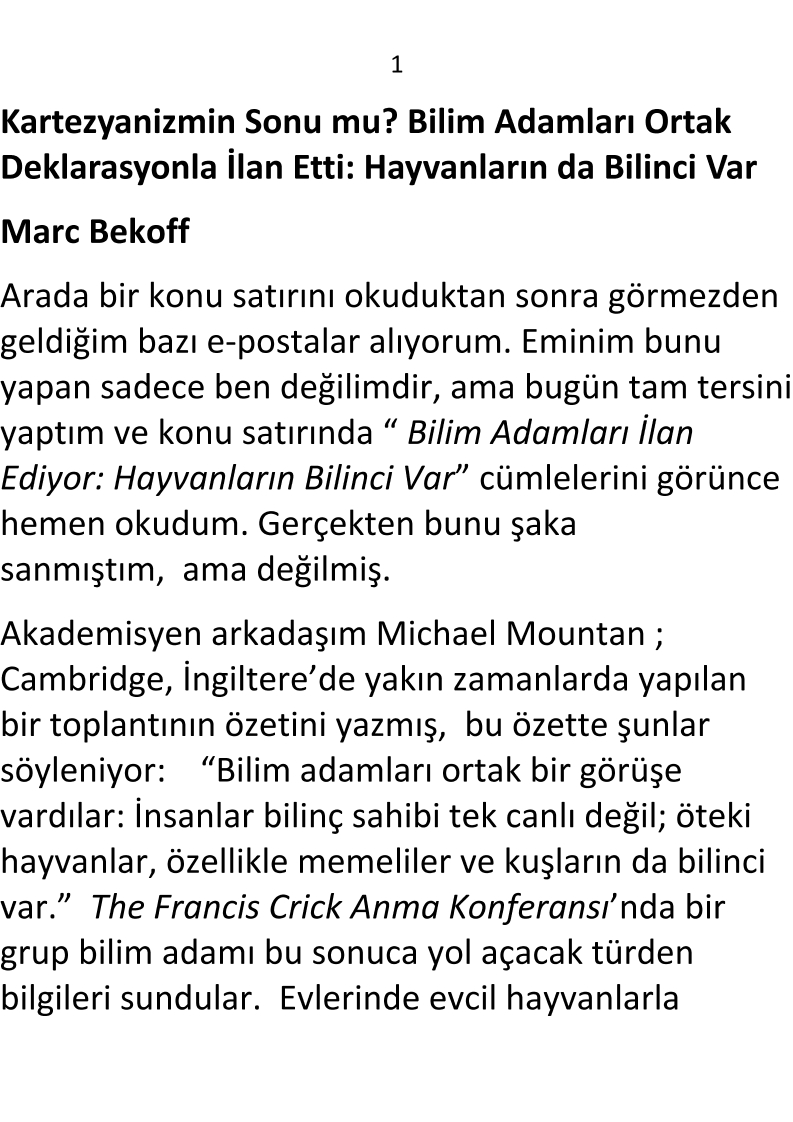 1
Kartezyanizmin Sonu mu? Bilim Adamları Ortak
Deklarasyonla İlan Etti: Hayvanların da Bilinci Var
Marc Bekoff
Arada bir konu satırını okuduktan sonra görmezden
geldiğim bazı e-postalar alıyorum. Eminim bunu
yapan sadece ben değilimdir, ama bugün tam tersini
yaptım ve konu satırında “ Bilim Adamları İlan
Ediyor: Hayvanların Bilinci Var” cümlelerini görünce
hemen okudum. Gerçekten bunu şaka
sanmıştım,  ama değilmiş.
Akademisyen arkadaşım Michael Mountan ;
Cambridge, İngiltere’de yakın zamanlarda yapılan
bir toplantının özetini yazmış,  bu özette şunlar
söyleniyor:    “Bilim adamları ortak bir görüşe
vardılar: İnsanlar bilinç sahibi tek canlı değil; öteki
hayvanlar, özellikle memeliler ve kuşların da bilinci
var.”  The Francis Crick Anma Konferansı’nda bir
grup bilim adamı bu sonuca yol açacak türden
bilgileri sundular.  Evlerinde evcil hayvanlarla